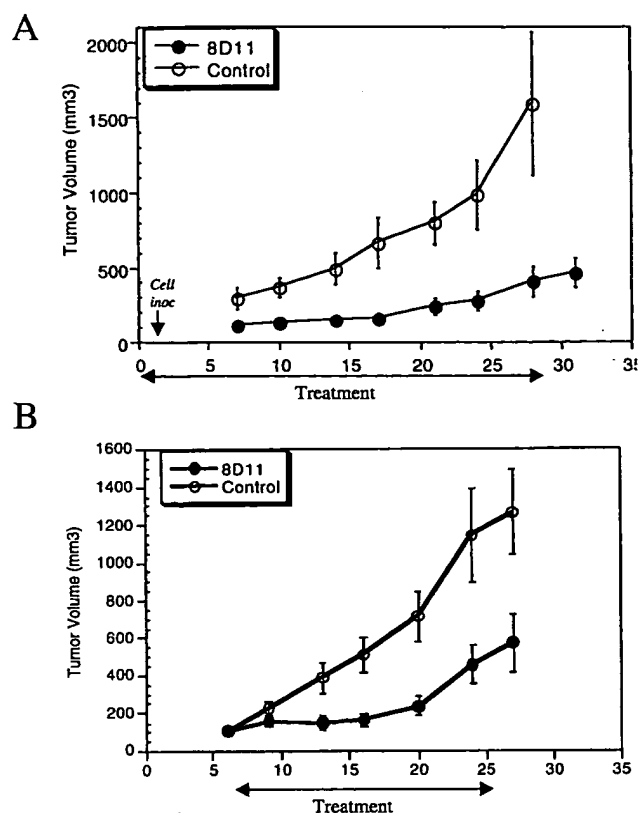 A
8D11
Control
2000
1500
1000
500
0
Tumor Volume (mm3)
Cell
inoc
0 5 10 15 20 25 30 35
Treatment
B
8D11
Control
1600
1400
1200
1000
800
600
400
200
0
Tumor Volume (mm3)
0 5 10 15 20 25 30 35
Treatment